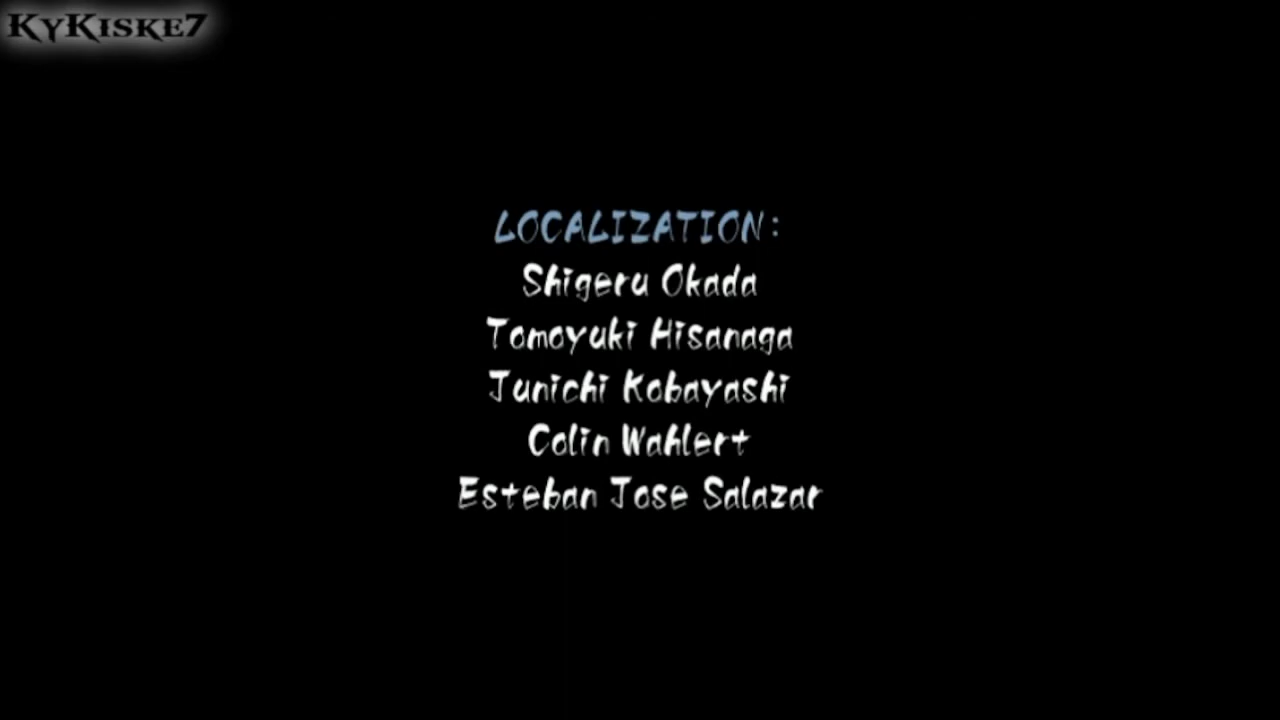 KyKiske7
LOCALIZATION:
Shigeru Okada
Tomoyuki Hisanaga
Junichi Kobayashi
Colin Wahlert
Esteban Jose Salazar